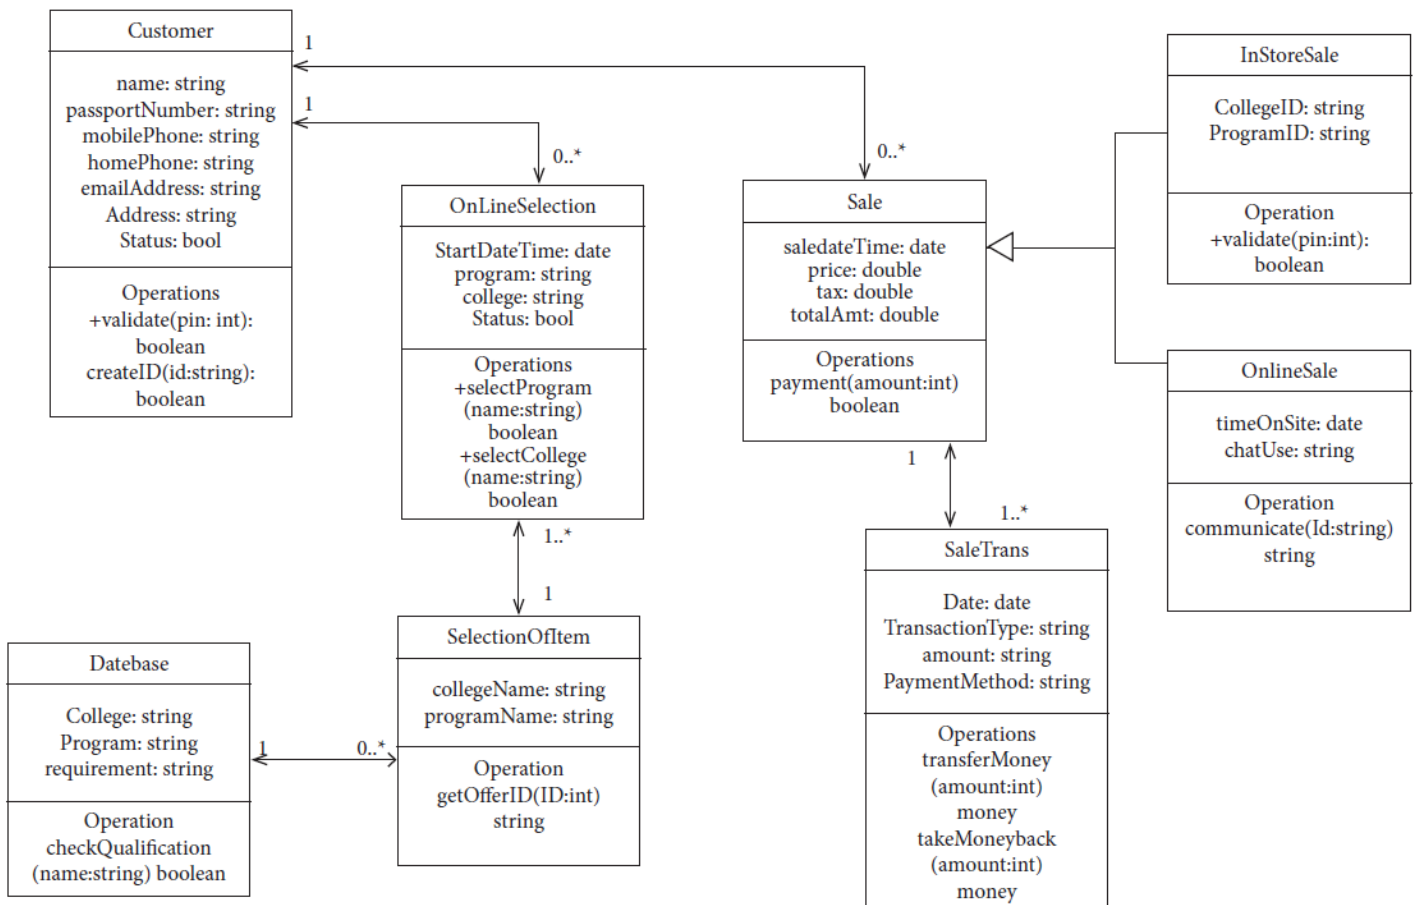 Customer
name: string
passportNumber: string
mobilePhone: string
homePhone: string
emailAddress: string
Address: string
Status: bool
Operations
+validate(pin: int):
boolean
createID(id:string):
boolean
1
1
0..*
0..*
OnLineSelection
StartDateTime: date
program: string
college: string
Status: bool
Operations
+selectProgram
(name:string)
boolean
+selectCollege
(name:string)
boolean
1..*
1
Sale
saledateTime: date
price: double
tax: double
totalAmt: double
Operations
payment(amount:int)
boolean
1
1..*
InStoreSale
CollegeID: string
ProgramID: string
Operation
+validate(pin:int):
boolean
OnlineSale
timeOnSite: date
chatUse: string
Operation
communicate(Id:string)
string
SaleTrans
Date: date
TransactionType: string
amount: string
PaymentMethod: string
Operations
transferMoney
(amount:int)
money
takeMoneyback
(amount:int)
money
SelectionOfItem
collegeName: string
programName: string
Operation
getOfferID(ID:int)
string
Datebase
College: string
Program: string
requirement: string
Operation
checkQualification
(name:string) boolean
1
0..*